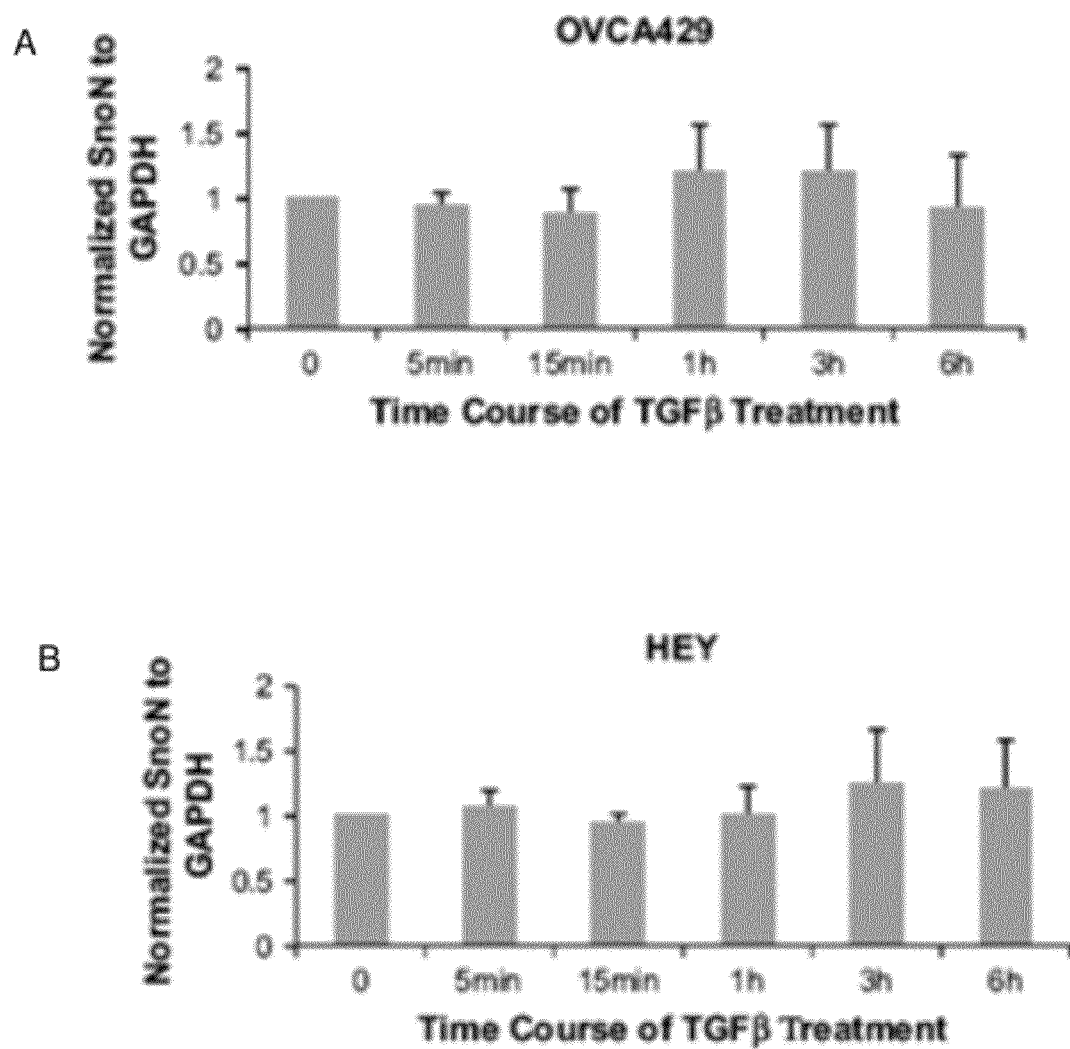 A
OVCA429
Normalized SnoN to
GAPDH
2
1.5
1
0.5
0
0 5min 15min 1h 3h 6h
Time Course of TGFβ Treatment
B
HEY
Normalized SnoN to
GAPDH
2
1.5
1
0.5
0
0 5min 15min 1h 3h 6h
Time Course of TGFβ Treatment